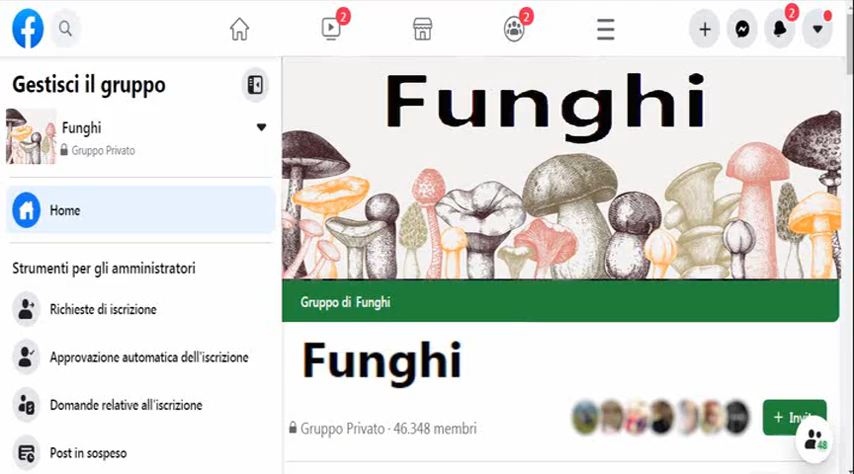 2
2
2
Gestisci il gruppo
Funghi
Gruppo Privato
Home
Strumenti per gli amministratori
Richieste di iscrizione
Approvazione automatica dell'iscrizione
Domande relative all'iscrizione
Post in sospeso
Funghi
Gruppo di Funghi
Funghi
Gruppo Privato · 46.348 membri
+ Invit
48